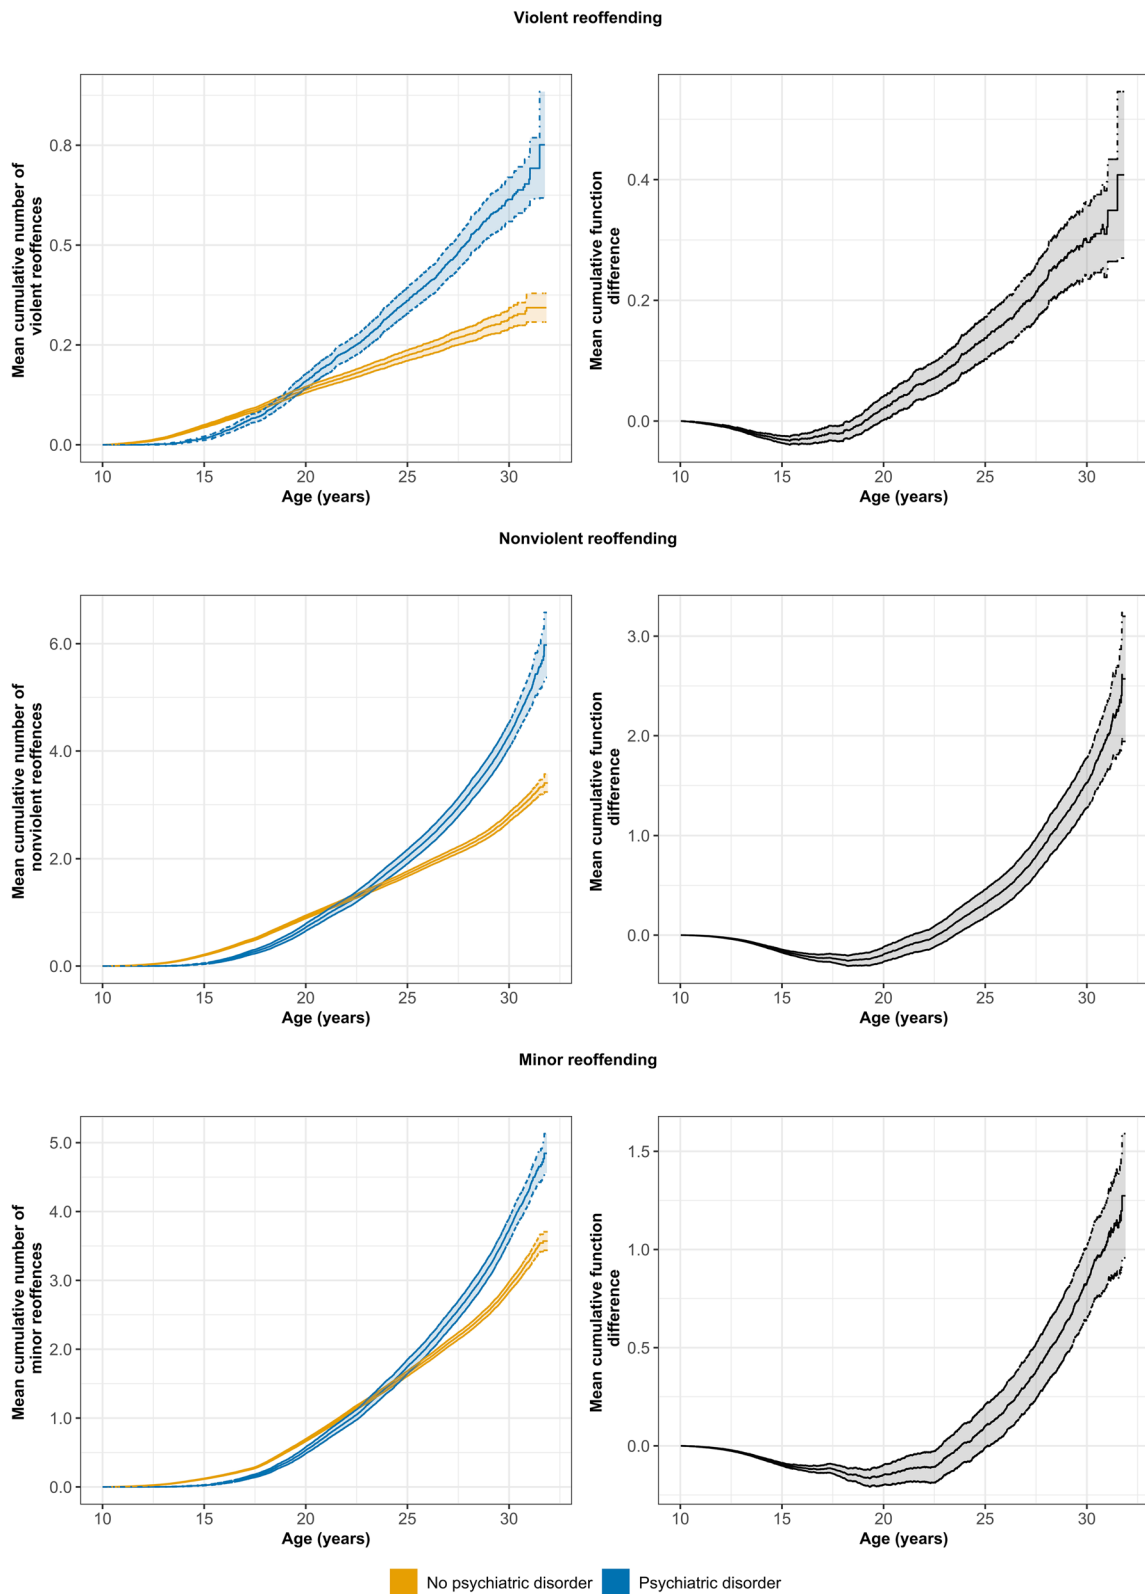 Violent reoffending
Mean cumulative number of
violent reoffences
0.8
0.5
0.2
0.0
10 15 20 25 30
Age (years)
Mean cumulative function
difference
0.4
0.2
0.0
10 15 20 25 30
Age (years)
Nonviolent reoffending
Mean cumulative number of
nonviolent reoffences
6.0
4.0
2.0
0.0
10 15 20 25 30
Age (years)
Mean cumulative function
difference
3.0
2.0
1.0
0.0
10 15 20 25 30
Age (years)
Minor reoffending
Mean cumulative number of
minor reoffences
5.0
4.0
3.0
2.0
1.0
0.0
10 15 20 25 30
Age (years)
Mean cumulative function
difference
1.5
1.0
0.5
0.0
10 15 20 25 30
Age (years)
No psychiatric disorder Psychiatric disorder